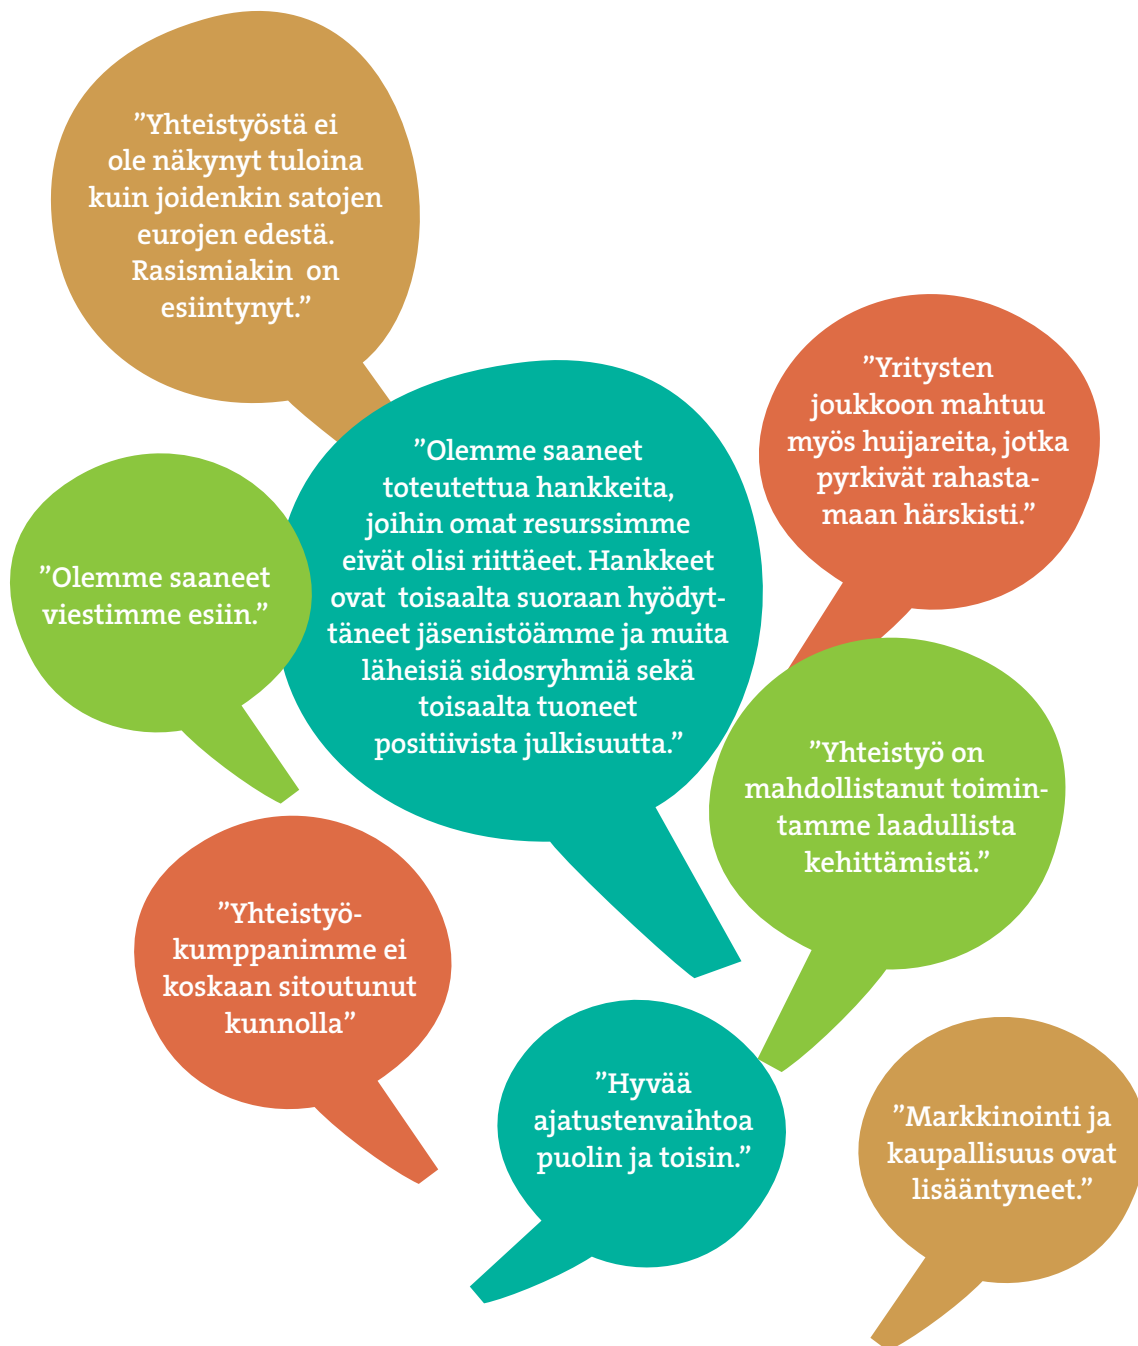 ”Yhteistyöstä ei
ole näkynyt tuloina
kuin joidenkin satojen
eurojen edestä.
Rasismiakin  on
esiintynyt.”
”Yritysten
joukkoon mahtuu
myös huijareita, jotka
pyrkivät rahasta-
maan härskisti.”
”Olemme saaneet
toteutettua hankkeita,
joihin omat resurssimme
eivät olisi riittäeet. Hankkeet
ovat  toisaalta suoraan hyödyt-
täneet jäsenistöämme ja muita
läheisiä sidosryhmiä sekä
toisaalta tuoneet
positiivista julkisuutta.”
”Olemme saaneet
viestimme esiin.”
”Yhteistyö on
mahdollistanut toimin-
tamme laadullista
kehittämistä.”
”Yhteistyö-
kumppanimme ei
koskaan sitoutunut
kunnolla”
”Hyvää
ajatustenvaihtoa
puolin ja toisin.”
”Markkinointi ja
kaupallisuus ovat
lisääntyneet.”